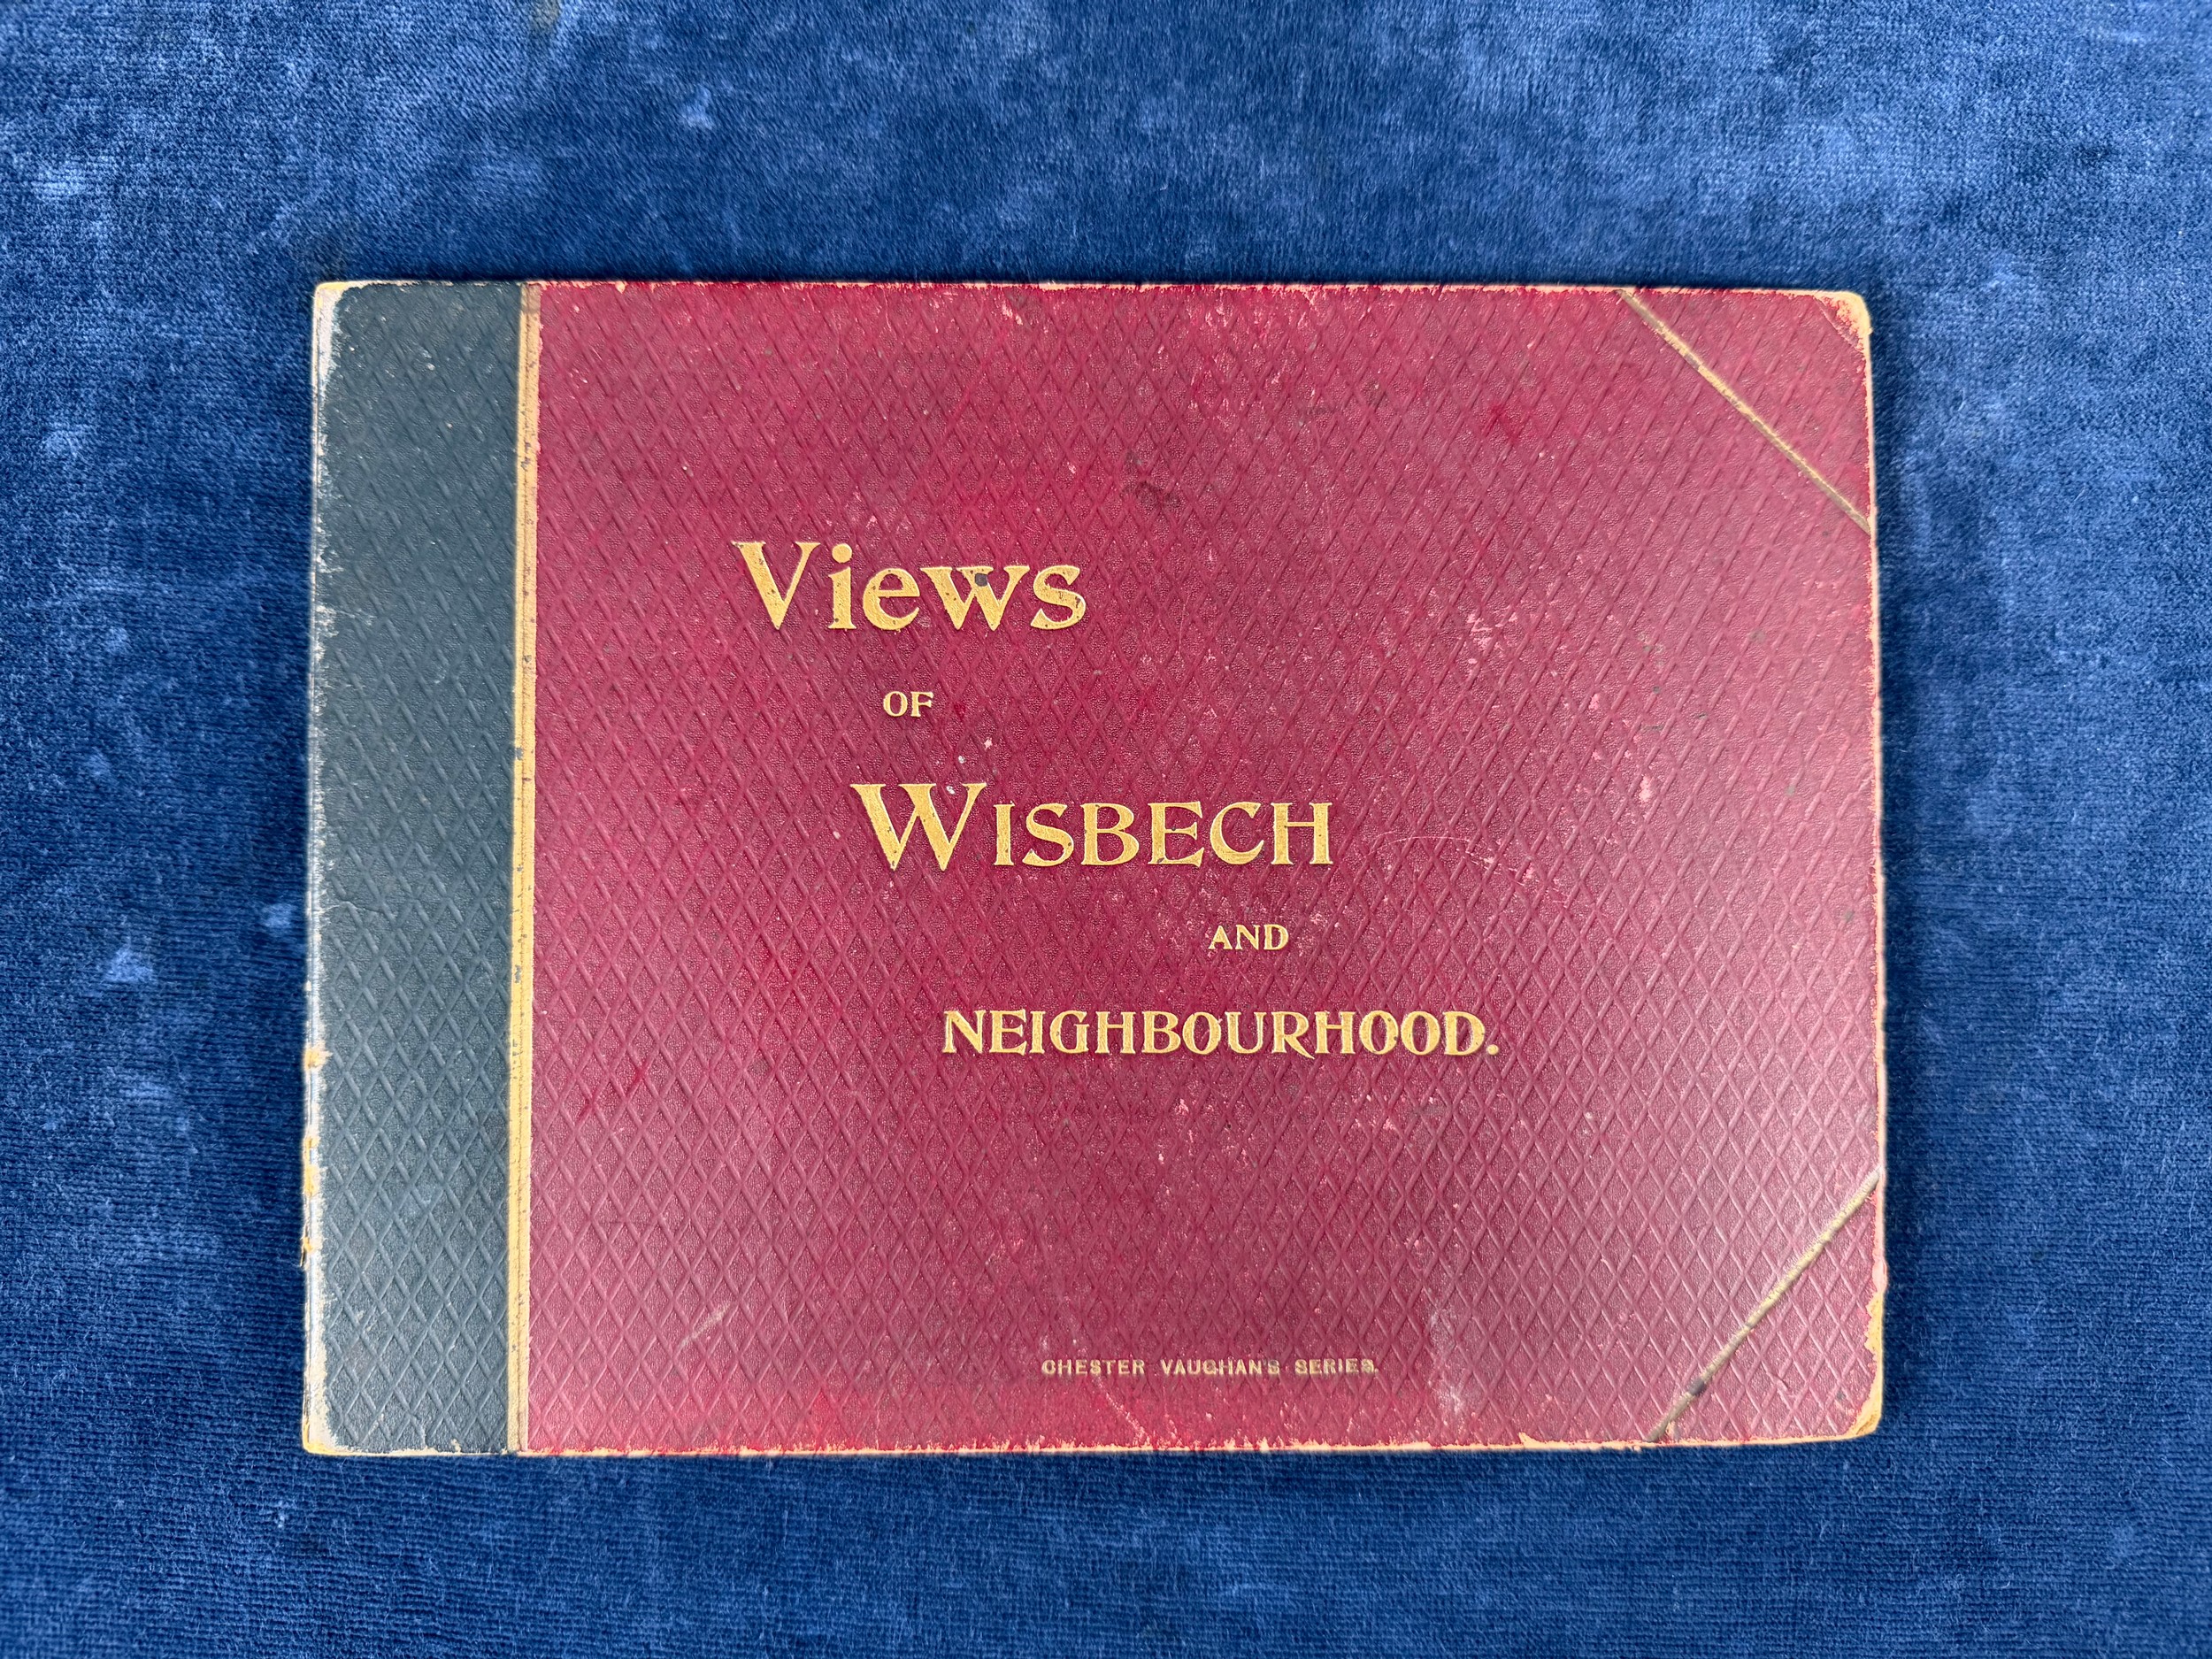 Views
OF
WISBECH
AND
NEIGHBOURHOOD.
CHESTER VAUGHAN'S SERIES.